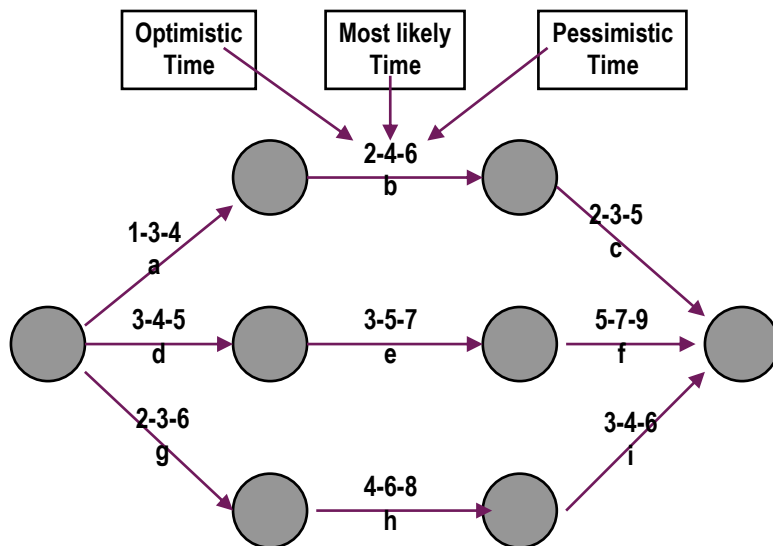 Optimistic
Time
Most likely
Time
Pessimistic
Time
2-4-6
b
1-3-4
a
2-3-5
c
3-4-5
d
3-5-7
e
5-7-9
f
2-3-6
g
4-6-8
h
3-4-6
i